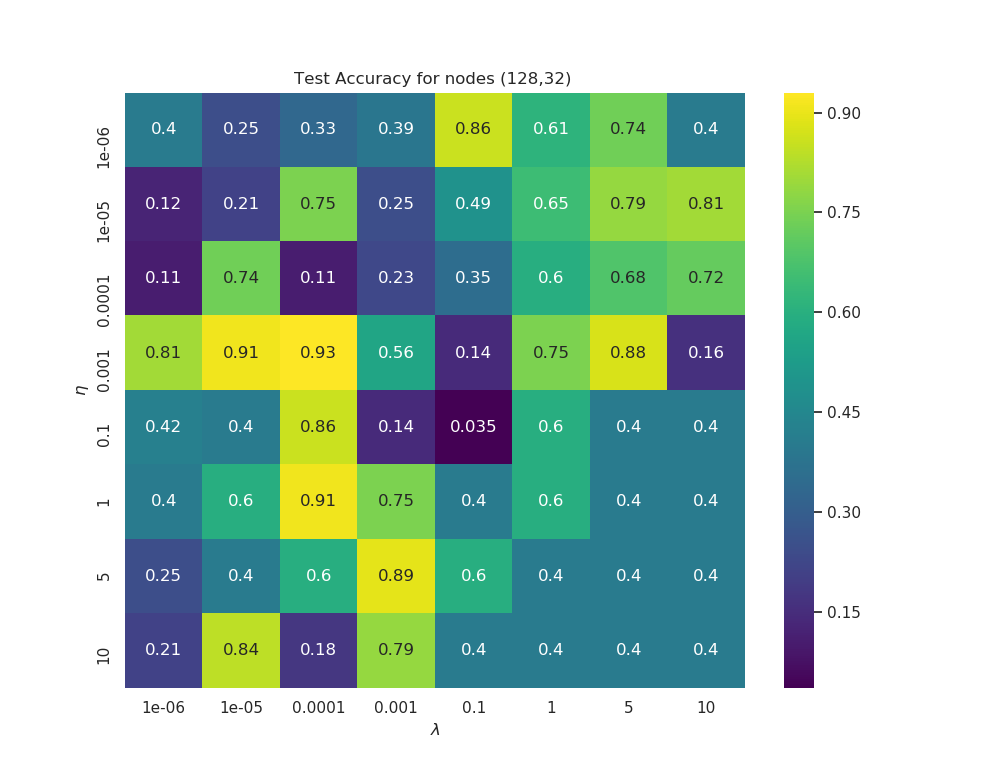 Test Accuracy for nodes (128,32)
1e-06 0.4 0.25 0.33 0.39 0.86 0.61 0.74 0.4
1e-05 0.12 0.21 0.75 0.25 0.49 0.65 0.79 0.81
0.0001 0.11 0.74 0.11 0.23 0.35 0.6 0.68 0.72
0.001 0.81 0.91 0.93 0.56 0.14 0.75 0.88 0.16
η
0.1 0.42 0.4 0.86 0.14 0.035 0.6 0.4 0.4
1 0.4 0.6 0.91 0.75 0.4 0.6 0.4 0.4
5 0.25 0.4 0.6 0.89 0.6 0.4 0.4 0.4
10 0.21 0.84 0.18 0.79 0.4 0.4 0.4 0.4
1e-06 1e-05 0.0001 0.001 0.1 1 5 10
λ
0.90
0.75
0.60
0.45
0.30
0.15